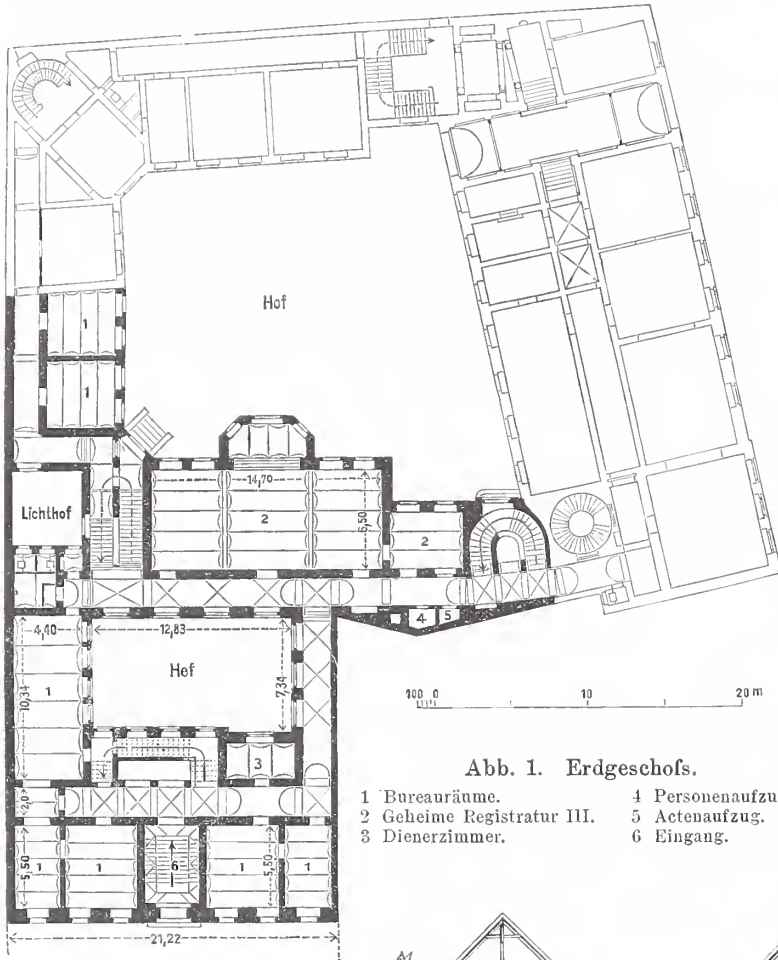 Hof
1
1
14,70
Lichthof
2
6,50
2
4 5
4,40
12,83
Hof
10,34
1
7,34
3
2,0
5,50
1
1
6
1
5,50
1
21,22
100 0 10 20 m
Abb. 1. Erdgeschofs.
1 Bureauräume.
2 Geheime Registratur III.
3 Dienerzimmer.
4 Personenaufzu
5 Actenaufzug.
6 Eingang.